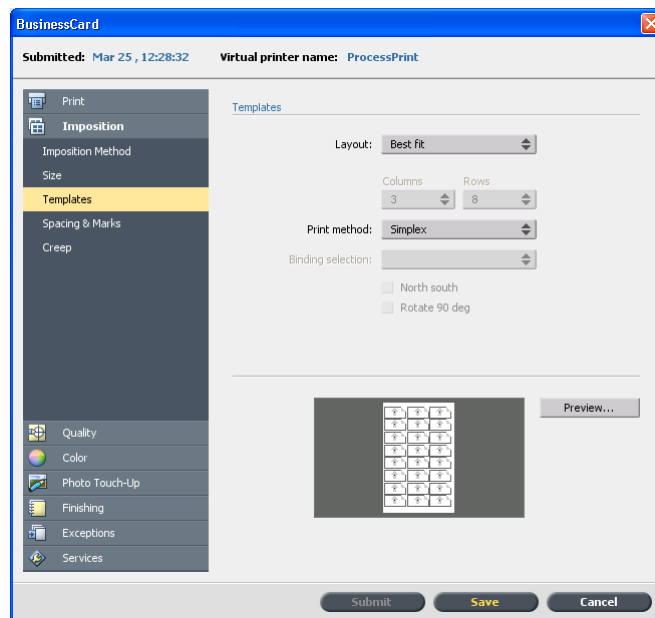 BusinessCard
Submitted: Mar 25 , 12:28:32 Virtual printer name: ProcessPrint
Print
Imposition
Imposition Method
Size
Templates
Spacing & Marks
Creep
Quality
Color
Photo Touch-Up
Finishing
Exceptions
Services
Templates
Layout: Best fit
Columns Rows
3 8
Print method: Simplex
Binding selection:
North south
Rotate 90 deg
Preview...
Submit Save Cancel